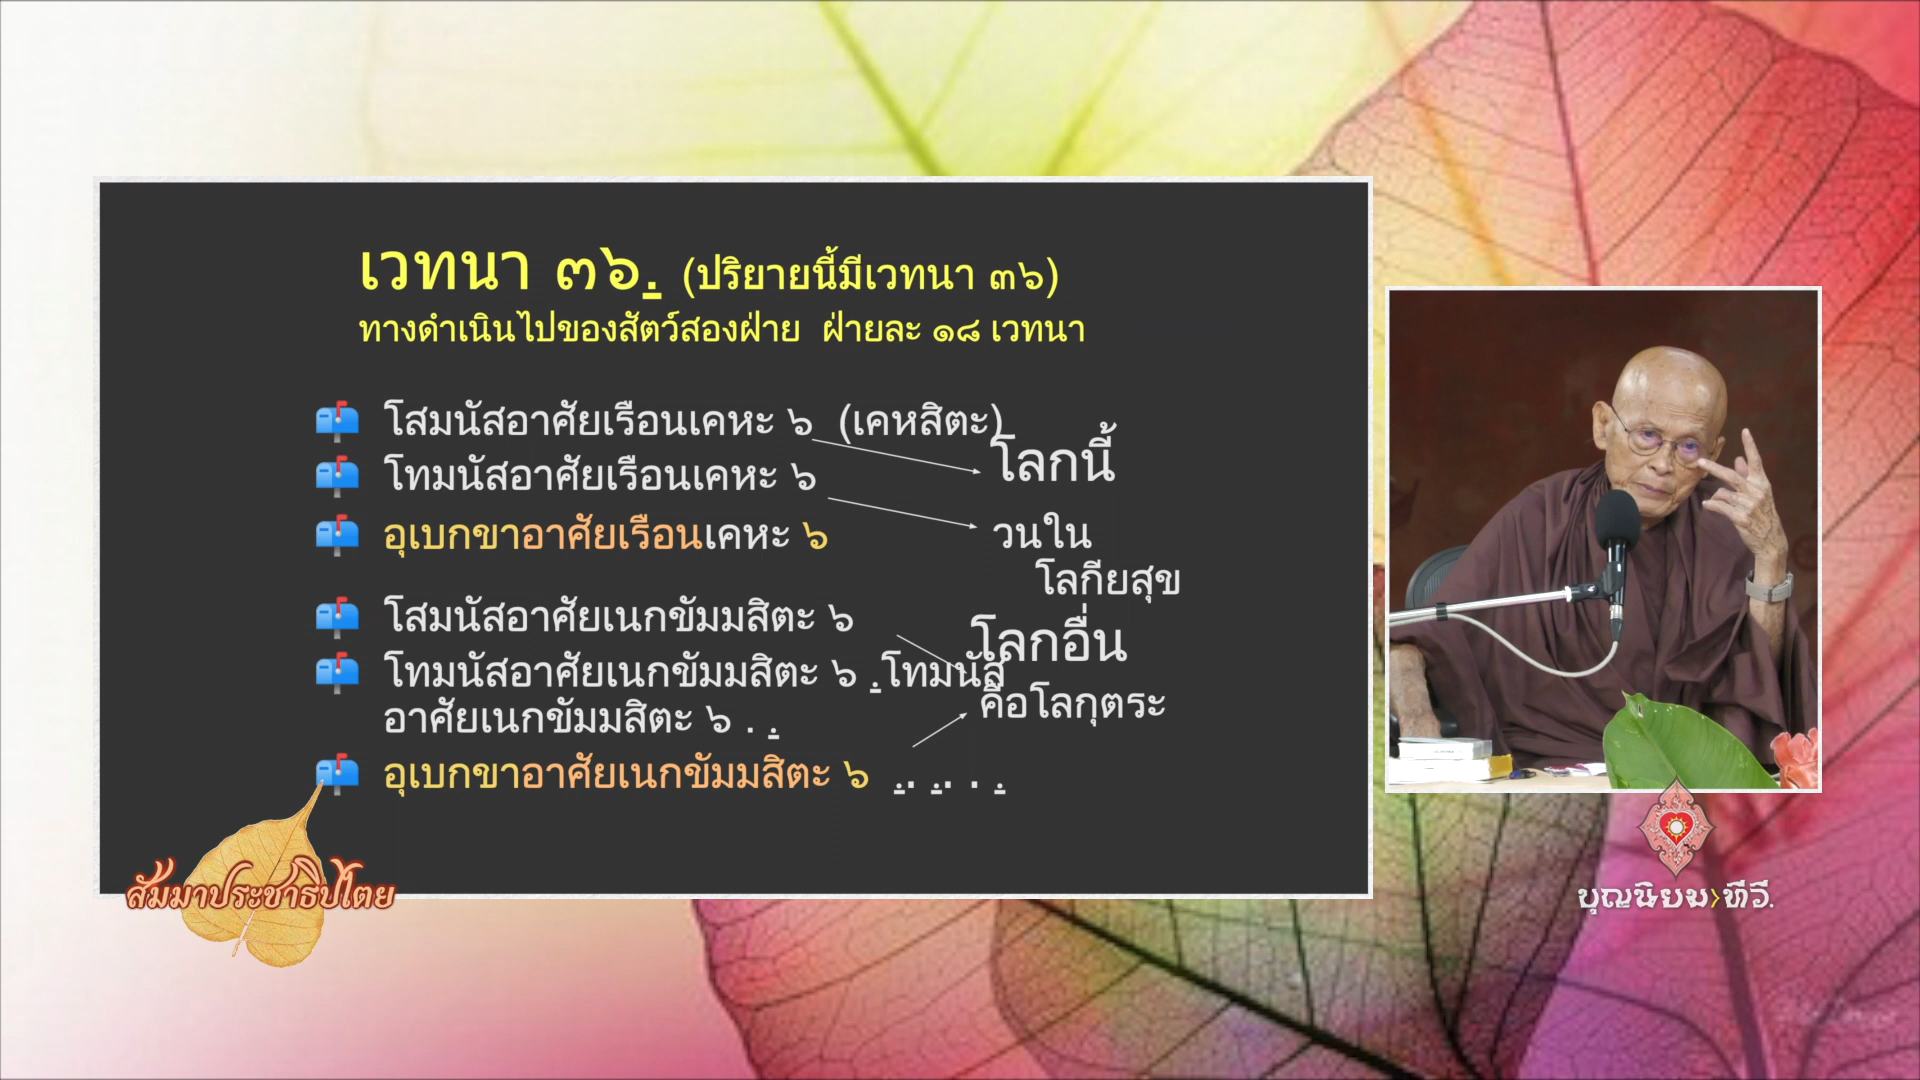 เวทนา ๓๖. (ปริยายนี้มีเวทนา ๓๖)
ทางดำเนินไปของสัตว์สองฝ่าย ฝ่ายละ ๑๘ เวทนา
โสมนัสอาศัยเรือนเคหะ ๖ (เคหสิตะ)
โลกนี้
โทมนัสอาศัยเรือนเคหะ ๖
อุเบกขาอาศัยเรือนเคหะ ๖
วนใน
โลกียสุข
โสมนัสอาศัยเนกขัมมสิตะ ๖
โลกอื่น
โทมนัสอาศัยเนกขัมมสิตะ ๖ .โทมนัส
อาศัยเนกขัมมสิตะ ๖ . .
คือโลกุตระ
อุเบกขาอาศัยเนกขัมมสิตะ ๖ .. .. . .
สัมมาประชาธิปไตย
บุญนิยม>ทีวี.